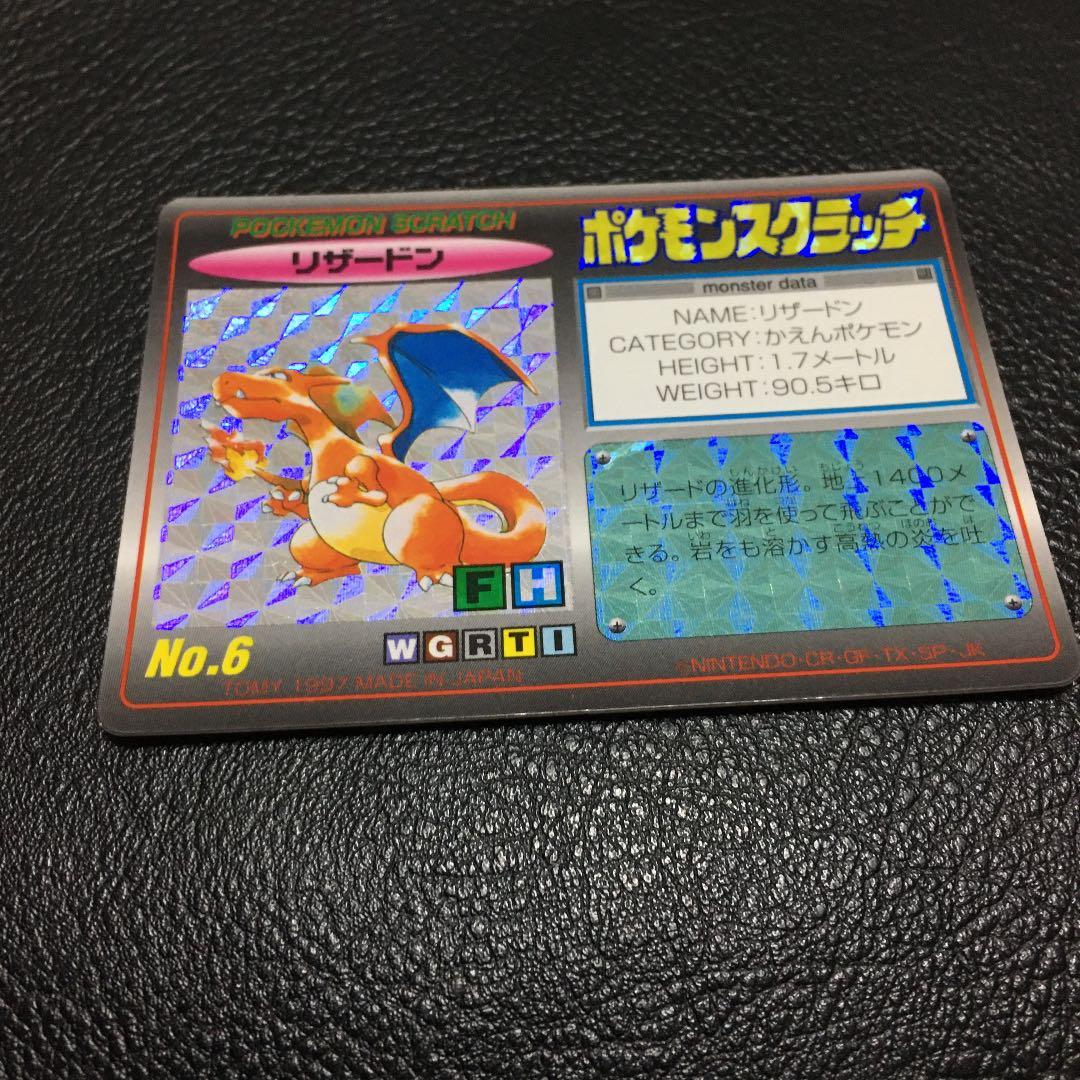 POCKEMON SCRATCH
リザードン
ポケモンスクラッチ
monster data
NAME:リザードン
CATEGORY:かえんポケモン
HEIGHT:1.7メートル
WEIGHT:90.5キロ
リザードの進化形。地上1400メ
ートルまで羽を使って飛ぶことがで
きる。岩をも溶かす高熱の炎を吐
く。
F H
W G R T I
No.6
TOMY 1997 MADE IN JAPAN
©NINTENDO・CR・GF・TX・SP・JK